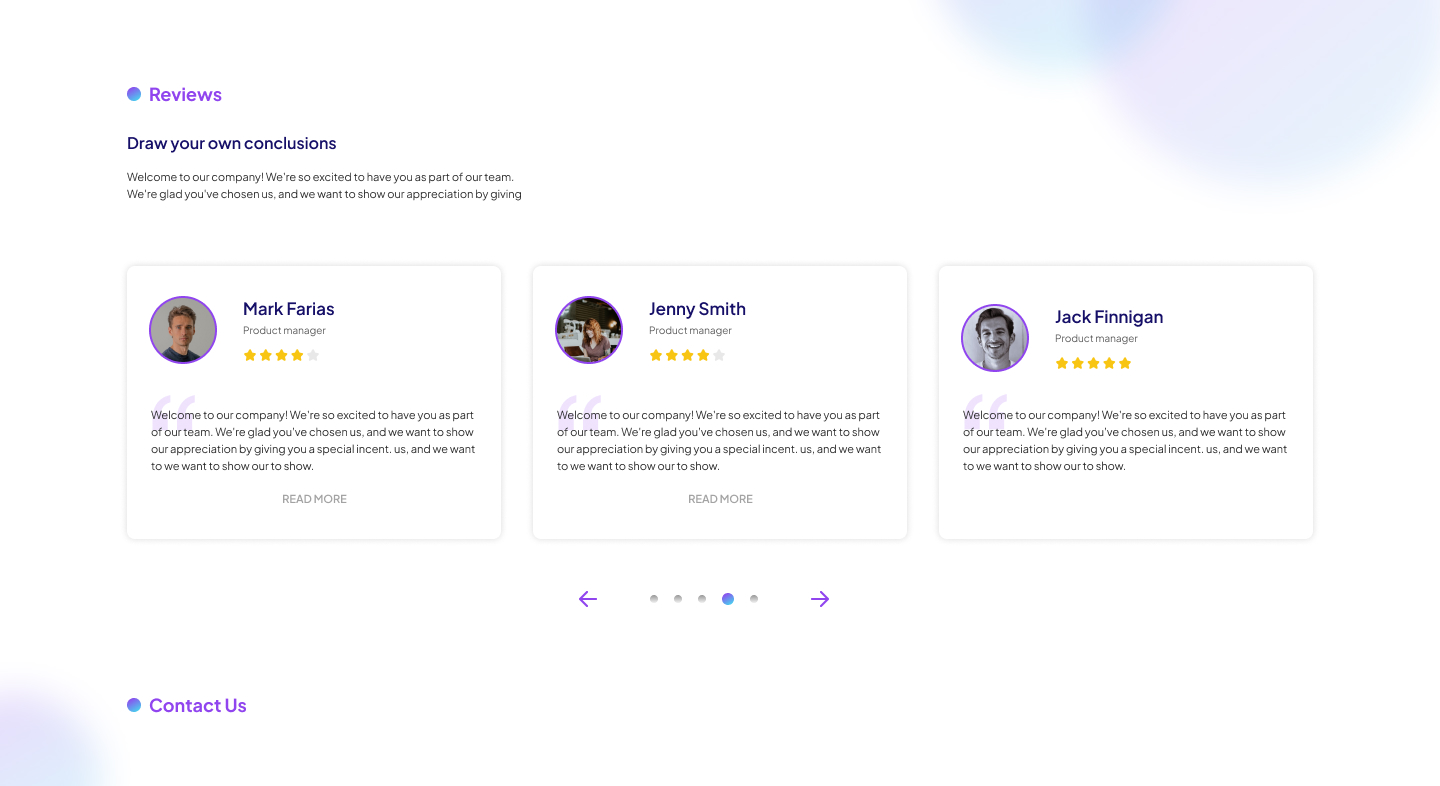 Reviews
Draw your own conclusions
Welcome to our company! We're so excited to have you as part of our team.
We're glad you've chosen us, and we want to show our appreciation by giving
Mark Farias
Product manager
Welcome to our company! We're so excited to have you as part
of our team. We're glad you've chosen us, and we want to show
our appreciation by giving you a special incent. us, and we want
to we want to show our to show.
READ MORE
Jenny Smith
Product manager
Welcome to our company! We're so excited to have you as part
of our team. We're glad you've chosen us, and we want to show
our appreciation by giving you a special incent. us, and we want
to we want to show our to show.
READ MORE
Jack Finnigan
Product manager
Welcome to our company! We're so excited to have you as part
of our team. We're glad you've chosen us, and we want to show
our appreciation by giving you a special incent. us, and we want
to we want to show our to show.
Contact Us